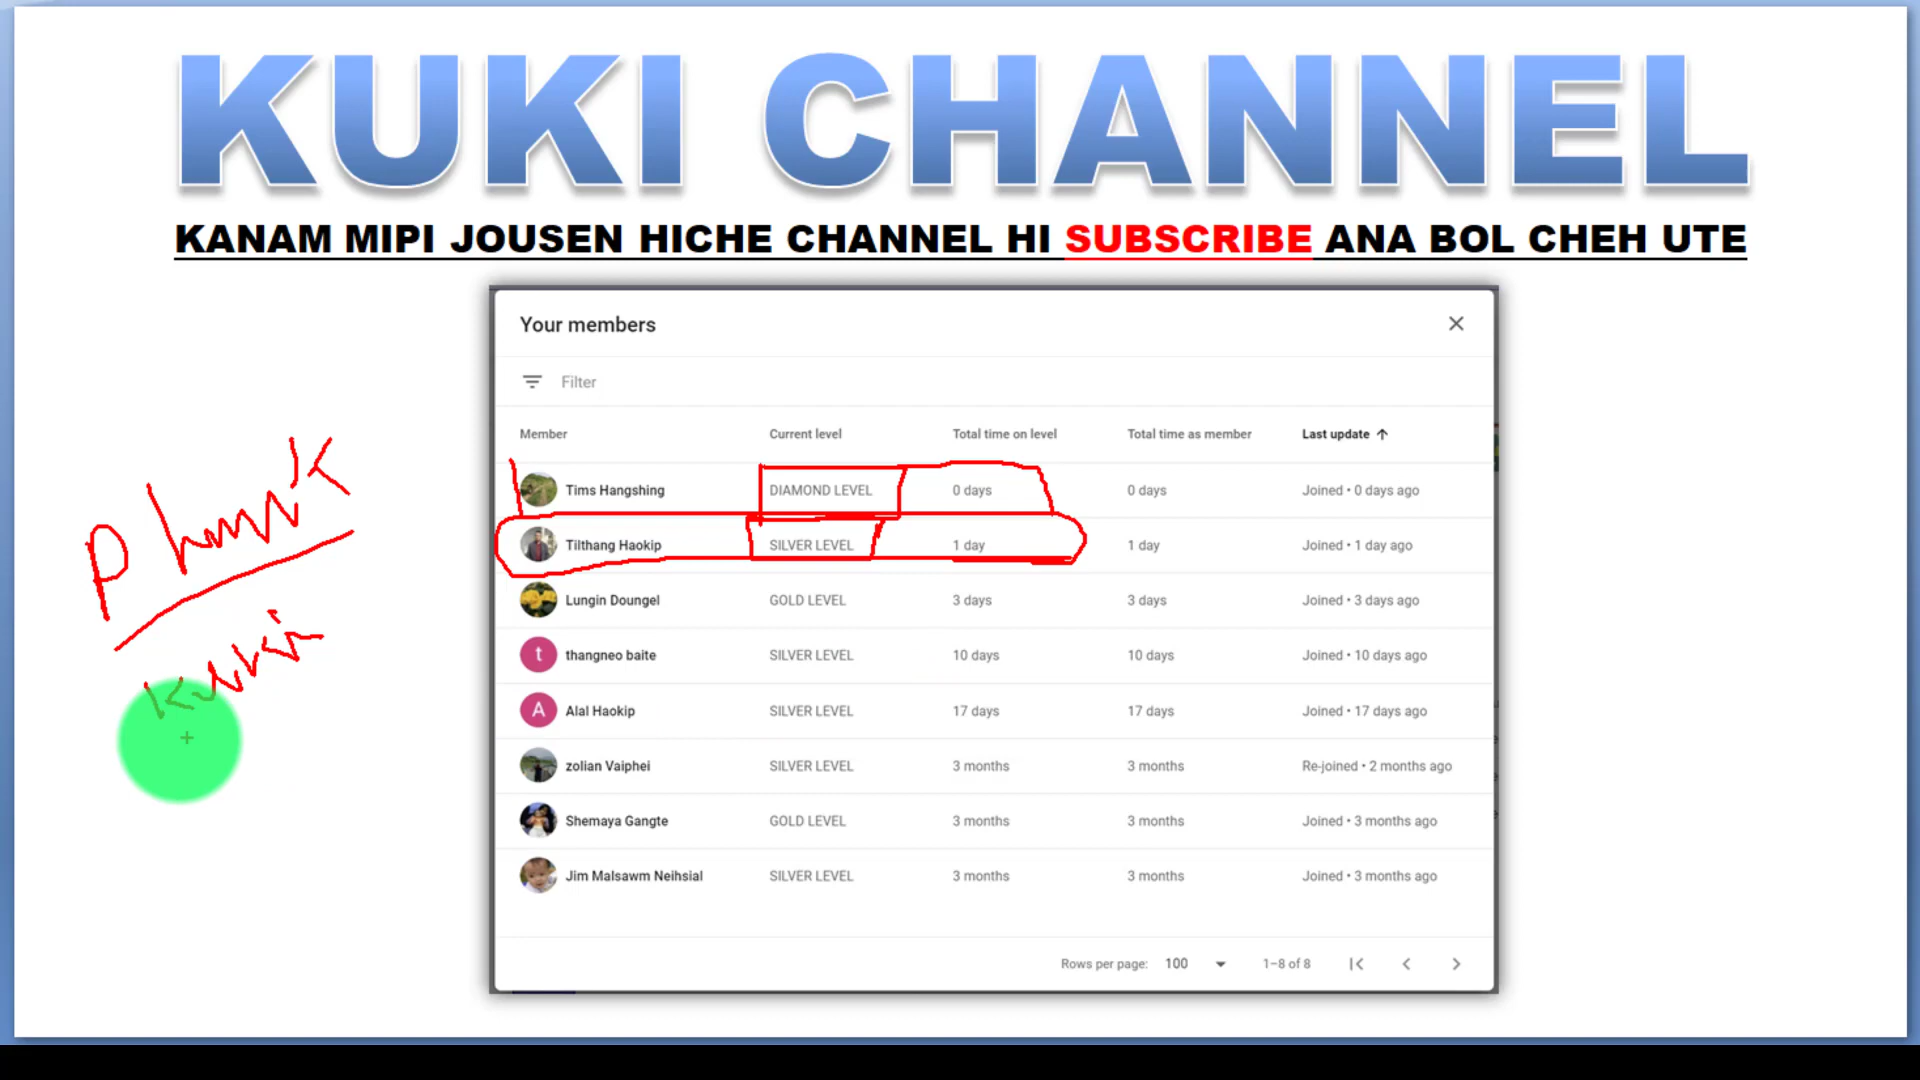 KUKI CHANNEL
KANAM MIPI JOUSEN HICHE CHANNEL HI SUBSCRIBE ANA BOL CHEH UTE
Your members
Filter
Member Current level Total time on level Total time as member Last update
Tims Hangshing DIAMOND LEVEL 0 days 0 days Joined • 0 days ago
Tilthang Haokip SILVER LEVEL 1 day 1 day Joined • 1 day ago
Lungin Doungel GOLD LEVEL 3 days 3 days Joined • 3 days ago
t thangneo baite SILVER LEVEL 10 days 10 days Joined • 10 days ago
A Alal Haokip SILVER LEVEL 17 days 17 days Joined • 17 days ago
zolian Vaiphei SILVER LEVEL 3 months 3 months Re-joined • 2 months ago
Shemaya Gangte GOLD LEVEL 3 months 3 months Joined • 3 months ago
Jim Malsawm Neihsial SILVER LEVEL 3 months 3 months Joined • 3 months ago
Rows per page: 100 1–8 of 8